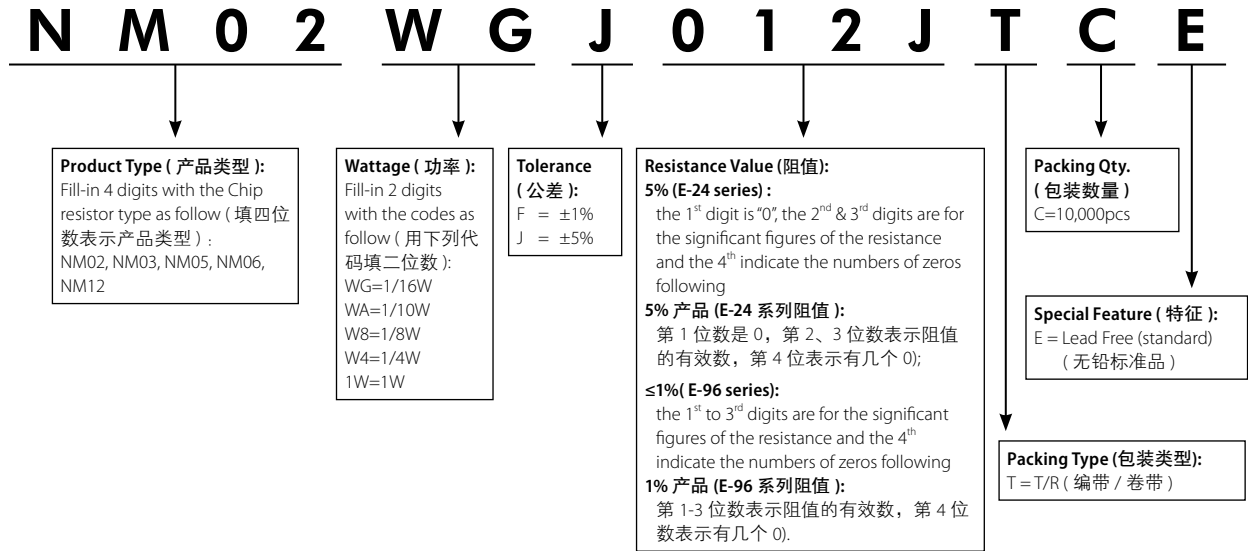 N M 0 2 W G J 0 1 2 J T C E
Product Type ( 产品类型 ):
Fill-in 4 digits with the Chip
resistor type as follow ( 填四位
数表示产品类型 ) :
NM02, NM03, NM05, NM06,
NM12
Wattage ( 功率 ):
Fill-in 2 digits
with the codes as
follow ( 用下列代
码填二位数 ):
WG=1/16W
WA=1/10W
W8=1/8W
W4=1/4W
1W=1W
Tolerance
( 公差 ):
F = ±1%
J = ±5%
Resistance Value (阻值):
5% (E-24 series) :
the 1st digit is "0", the 2nd & 3rd digits are for
the significant figures of the resistance
and the 4th indicate the numbers of zeros
following
5% 产品 (E-24 系列阻值 ):
第 1 位数是 0，第 2、3 位数表示阻值
的有效数，第 4 位表示有几个 0);
≤1%( E-96 series):
the 1st to 3rd digits are for the significant
figures of the resistance and the 4th
indicate the numbers of zeros following
1% 产品 (E-96 系列阻值 ):
第 1-3 位数表示阻值的有效数，第 4 位
数表示有几个 0).
Packing Qty.
( 包装数量 )
C=10,000pcs
Special Feature ( 特征 ):
E = Lead Free (standard)
( 无铅标准品 )
Packing Type (包装类型):
T = T/R ( 编带 / 卷带 )